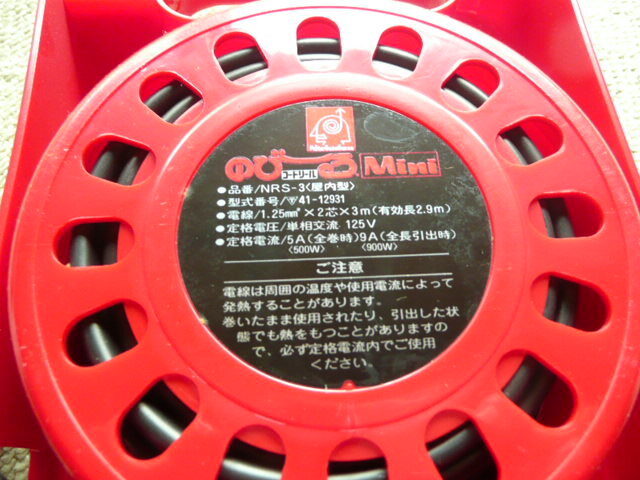 のびーる コードリール Mini
●品番/NRS-3〈屋内型〉
●型式番号/〒41-12931
●電線/1.25mm²×2芯×3m(有効長2.9m)
●定格電圧/単相交流 125V
●定格電流/5A(全巻時)9A(全長引出時)
〈500W〉 〈900W〉
ご注意
電線は周囲の温度や使用電流によって
発熱することがあります。
巻いたまま使用されたり、引出した状
態でも熱をもつことがありますの
で、必ず定格電流内でご使用
ください。